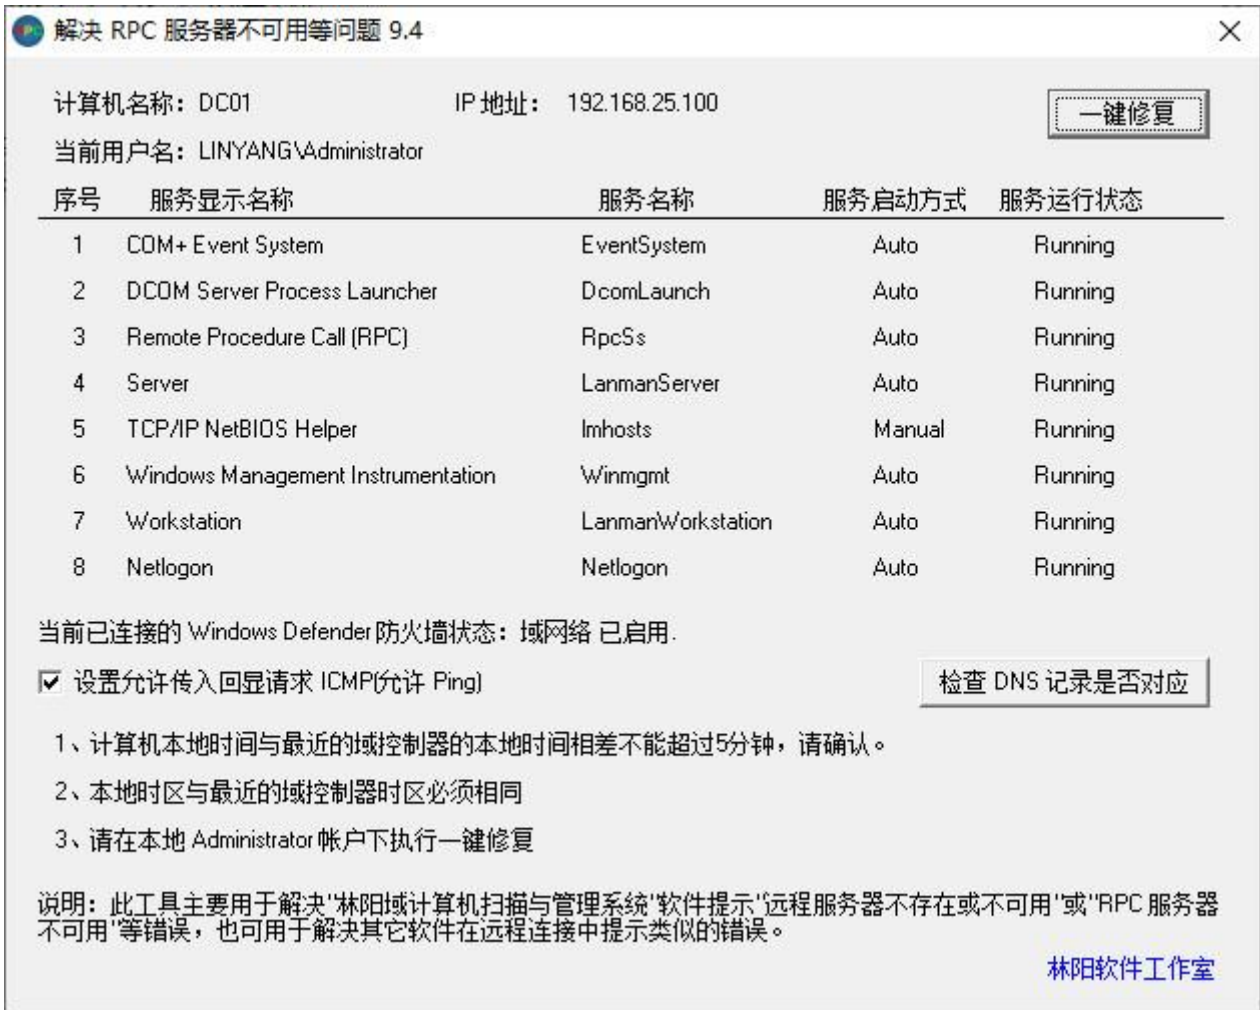 解决 RPC 服务器不可用等问题 9.4
计算机名称：DC01 IP 地址： 192.168.25.100 一键修复
当前用户名：LINYANG\Administrator
序号 服务显示名称 服务名称 服务启动方式 服务运行状态
1 COM+ Event System EventSystem Auto Running
2 DCOM Server Process Launcher DcomLaunch Auto Running
3 Remote Procedure Call (RPC) RpcSs Auto Running
4 Server LanmanServer Auto Running
5 TCP/IP NetBIOS Helper lmhosts Manual Running
6 Windows Management Instrumentation Winmgmt Auto Running
7 Workstation LanmanWorkstation Auto Running
8 Netlogon Netlogon Auto Running
当前已连接的 Windows Defender 防火墙状态：域网络 已启用.
设置允许传入回显请求 ICMP(允许 Ping) 检查 DNS 记录是否对应
1、计算机本地时间与最近的域控制器的本地时间相差不能超过5分钟，请确认。
2、本地时区与最近的域控制器时区必须相同
3、请在本地 Administrator 帐户下执行一键修复
说明：此工具主要用于解决"林阳域计算机扫描与管理系统"软件提示"远程服务器不存在或不可用"或"RPC 服务器
不可用"等错误，也可用于解决其它软件在远程连接中提示类似的错误。
林阳软件工作室